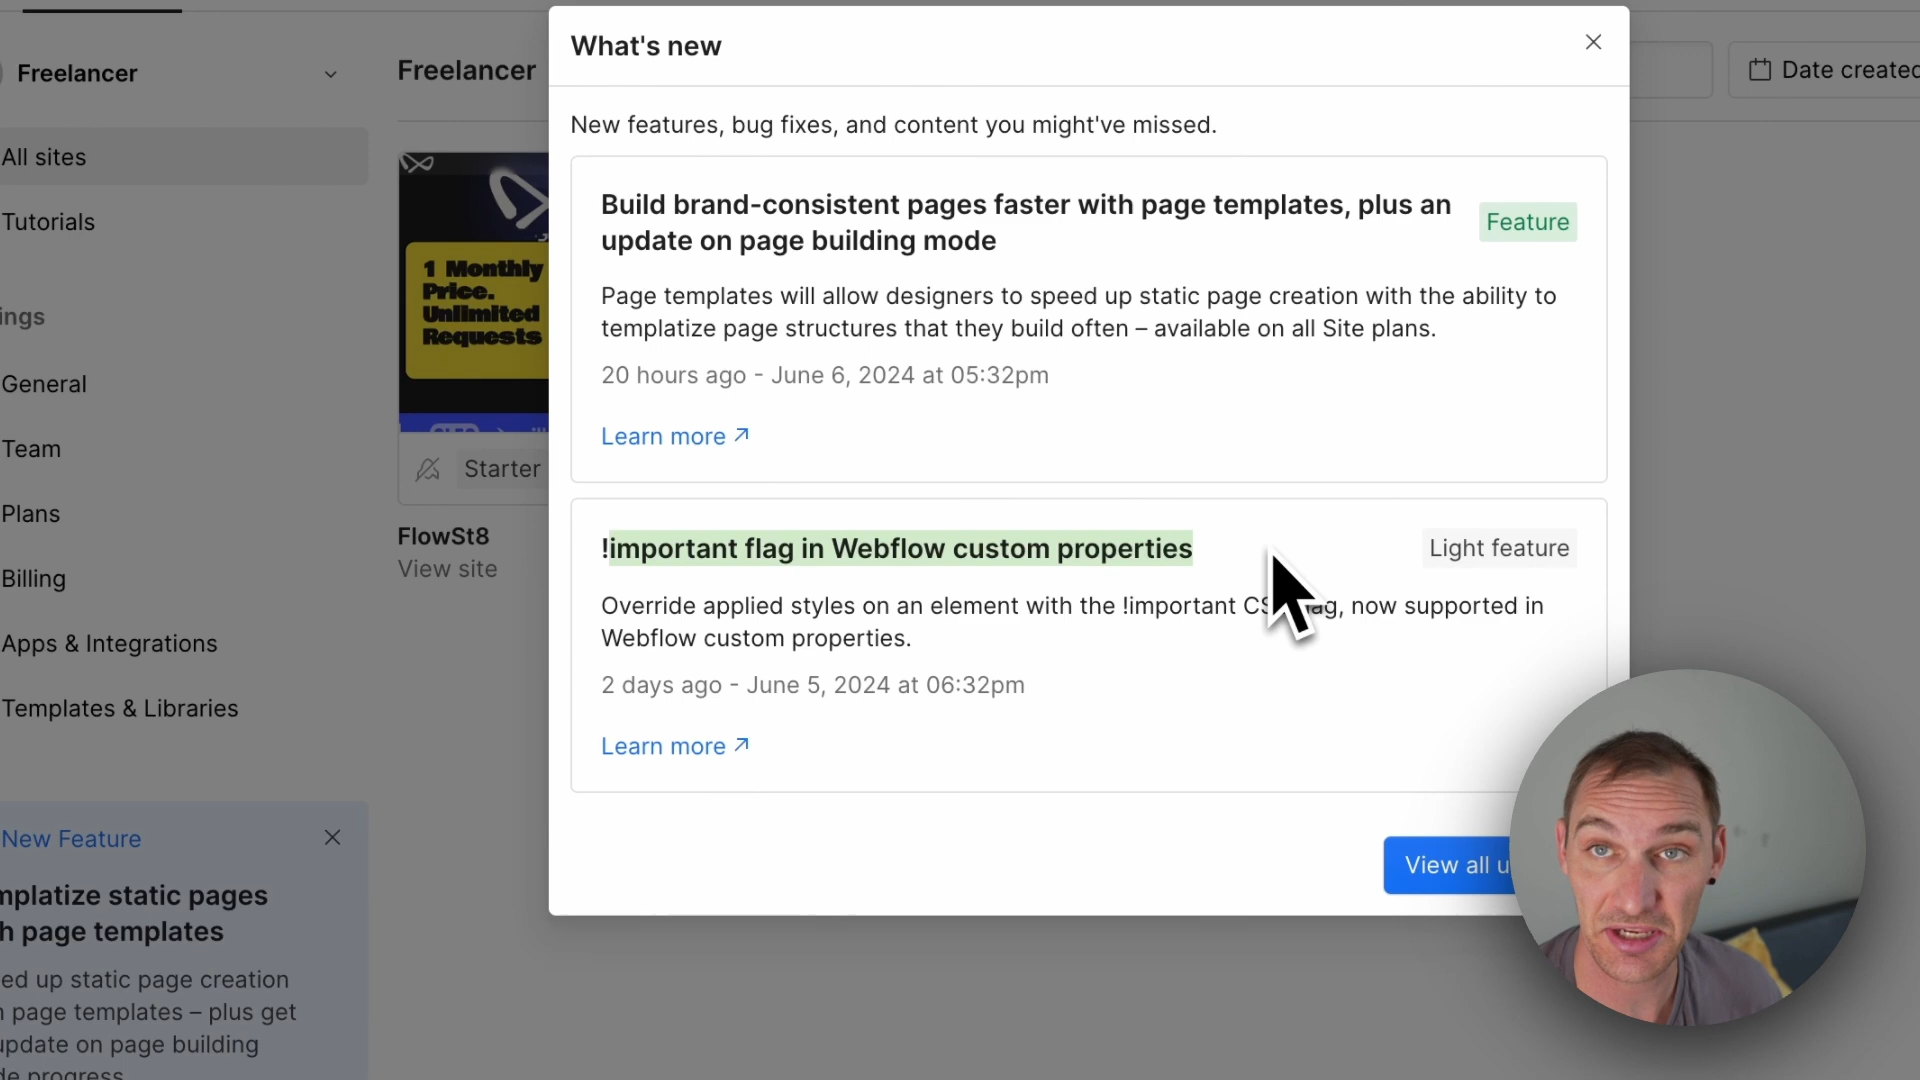 What's new
Freelancer
Freelancer
Date created
New features, bug fixes, and content you might've missed.
All sites
Tutorials
ings
General
Team
Plans
Billing
Apps & Integrations
Templates & Libraries
1 Monthly
Price.
Unlimited
Requests
Starter
FlowSt8
View site
Build brand-consistent pages faster with page templates, plus an
update on page building mode
Feature
Page templates will allow designers to speed up static page creation with the ability to
templatize page structures that they build often – available on all Site plans.
20 hours ago - June 6, 2024 at 05:32pm
Learn more
!important flag in Webflow custom properties
Light feature
Override applied styles on an element with the !important CS ag, now supported in
Webflow custom properties.
2 days ago - June 5, 2024 at 06:32pm
Learn more
View all u
New Feature
mplatize static pages
h page templates
ed up static page creation
n page templates – plus get
update on page building
de progress.